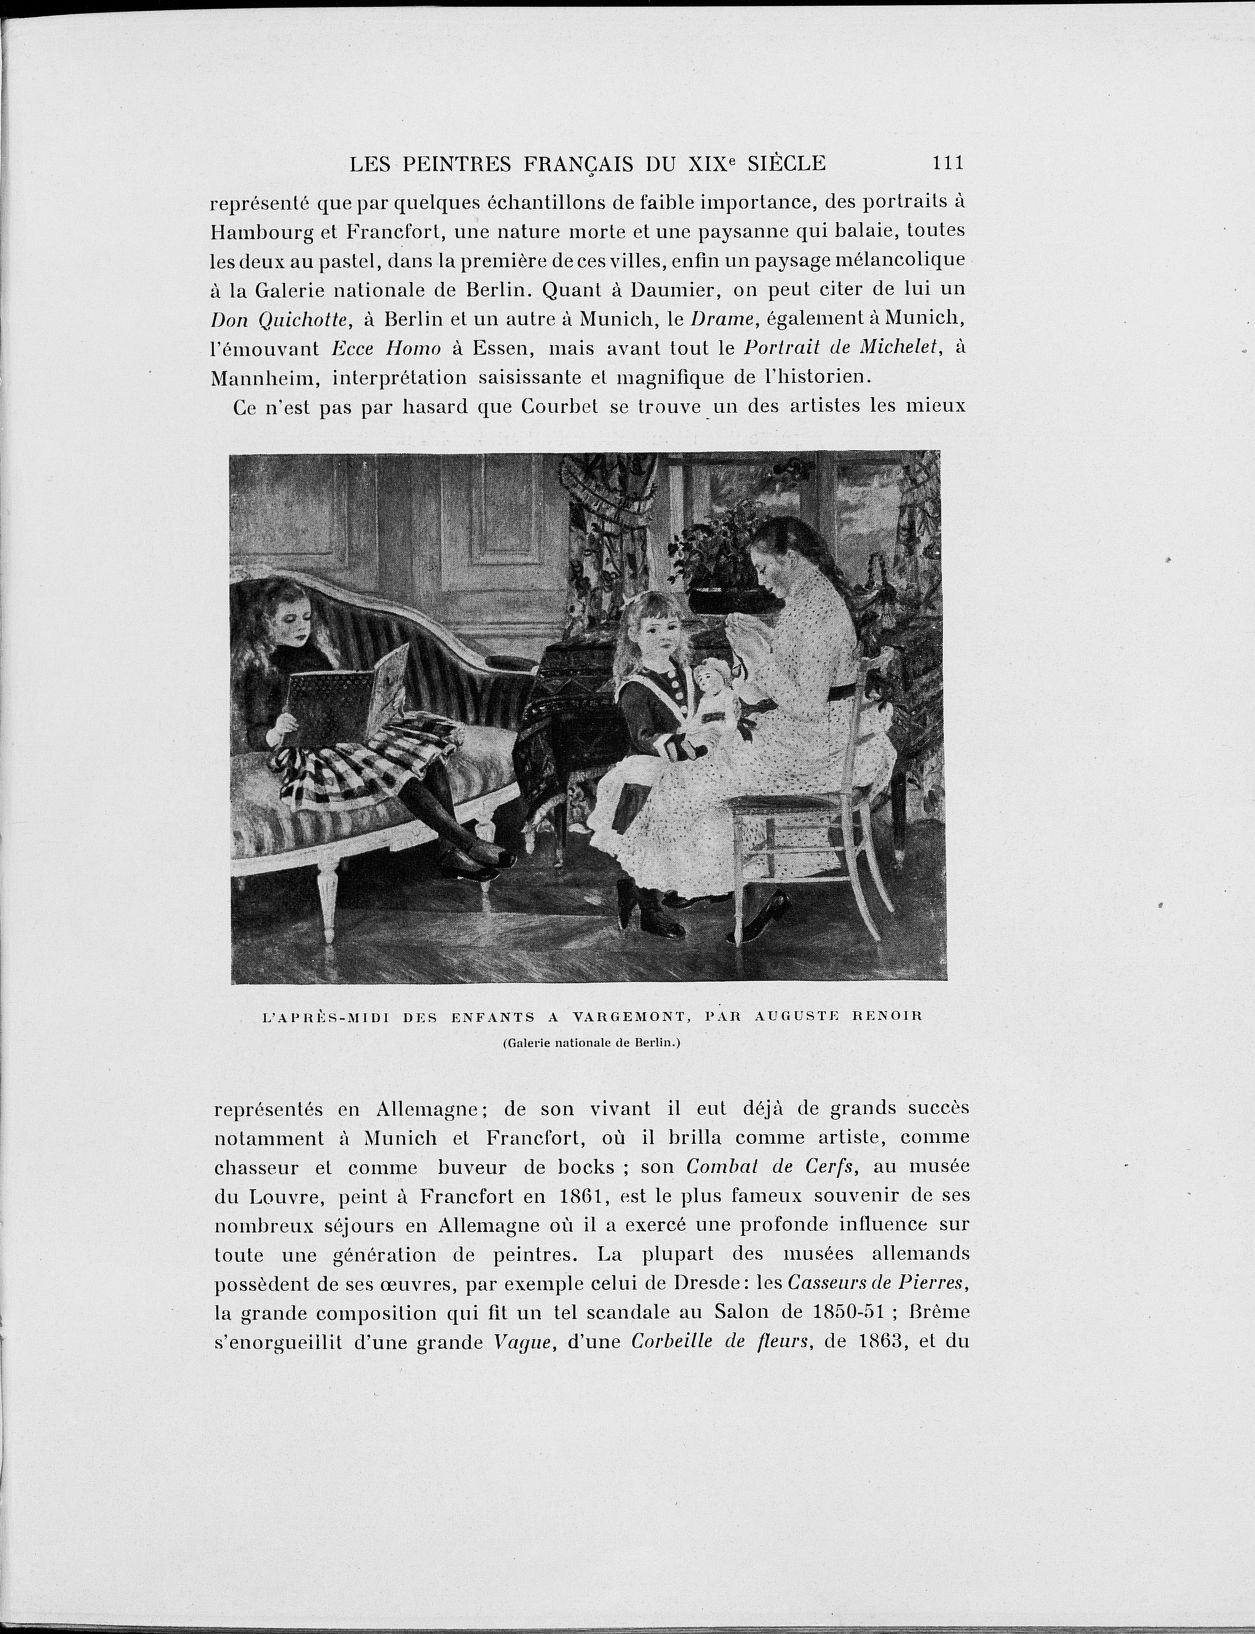 LES PEINTRES FRANÇAIS DU XIXe SIÈCLE 111
représenté que par quelques échantillons de faible importance, des portraits à
Hambourg et Francfort, une nature morte et une paysanne qui balaie, toutes
les deux au pastel, dans la première de ces villes, enfin un paysage mélancolique
à la Galerie nationale de Berlin. Quant à Daumier, on peut citer de lui un
Don Quichotte, à Berlin et un autre à Munich, le Drame, également à Munich,
l'émouvant Ecce Homo à Essen, mais avant tout le Portrait de Michelet, à
Mannheim, interprétation saisissante et magnifique de l'historien.
Ce n'est pas par hasard que Courbet se trouve un des artistes les mieux
L'APRÈS-MIDI DES ENFANTS A VARGEMONT, PAR AUGUSTE RENOIR
(Galerie nationale de Berlin.)
représentés en Allemagne; de son vivant il eut déjà de grands succès
notamment à Munich et Francfort, où il brilla comme artiste, comme
chasseur et comme buveur de bocks ; son Combat de Cerfs, au musée
du Louvre, peint à Francfort en 1861, est le plus fameux souvenir de ses
nombreux séjours en Allemagne où il a exercé une profonde influence sur
toute une génération de peintres. La plupart des musées allemands
possèdent de ses œuvres, par exemple celui de Dresde: les Casseurs de Pierres,
la grande composition qui fit un tel scandale au Salon de 1850-51 ; Brême
s'enorgueillit d'une grande Vague, d'une Corbeille de fleurs, de 1863, et du